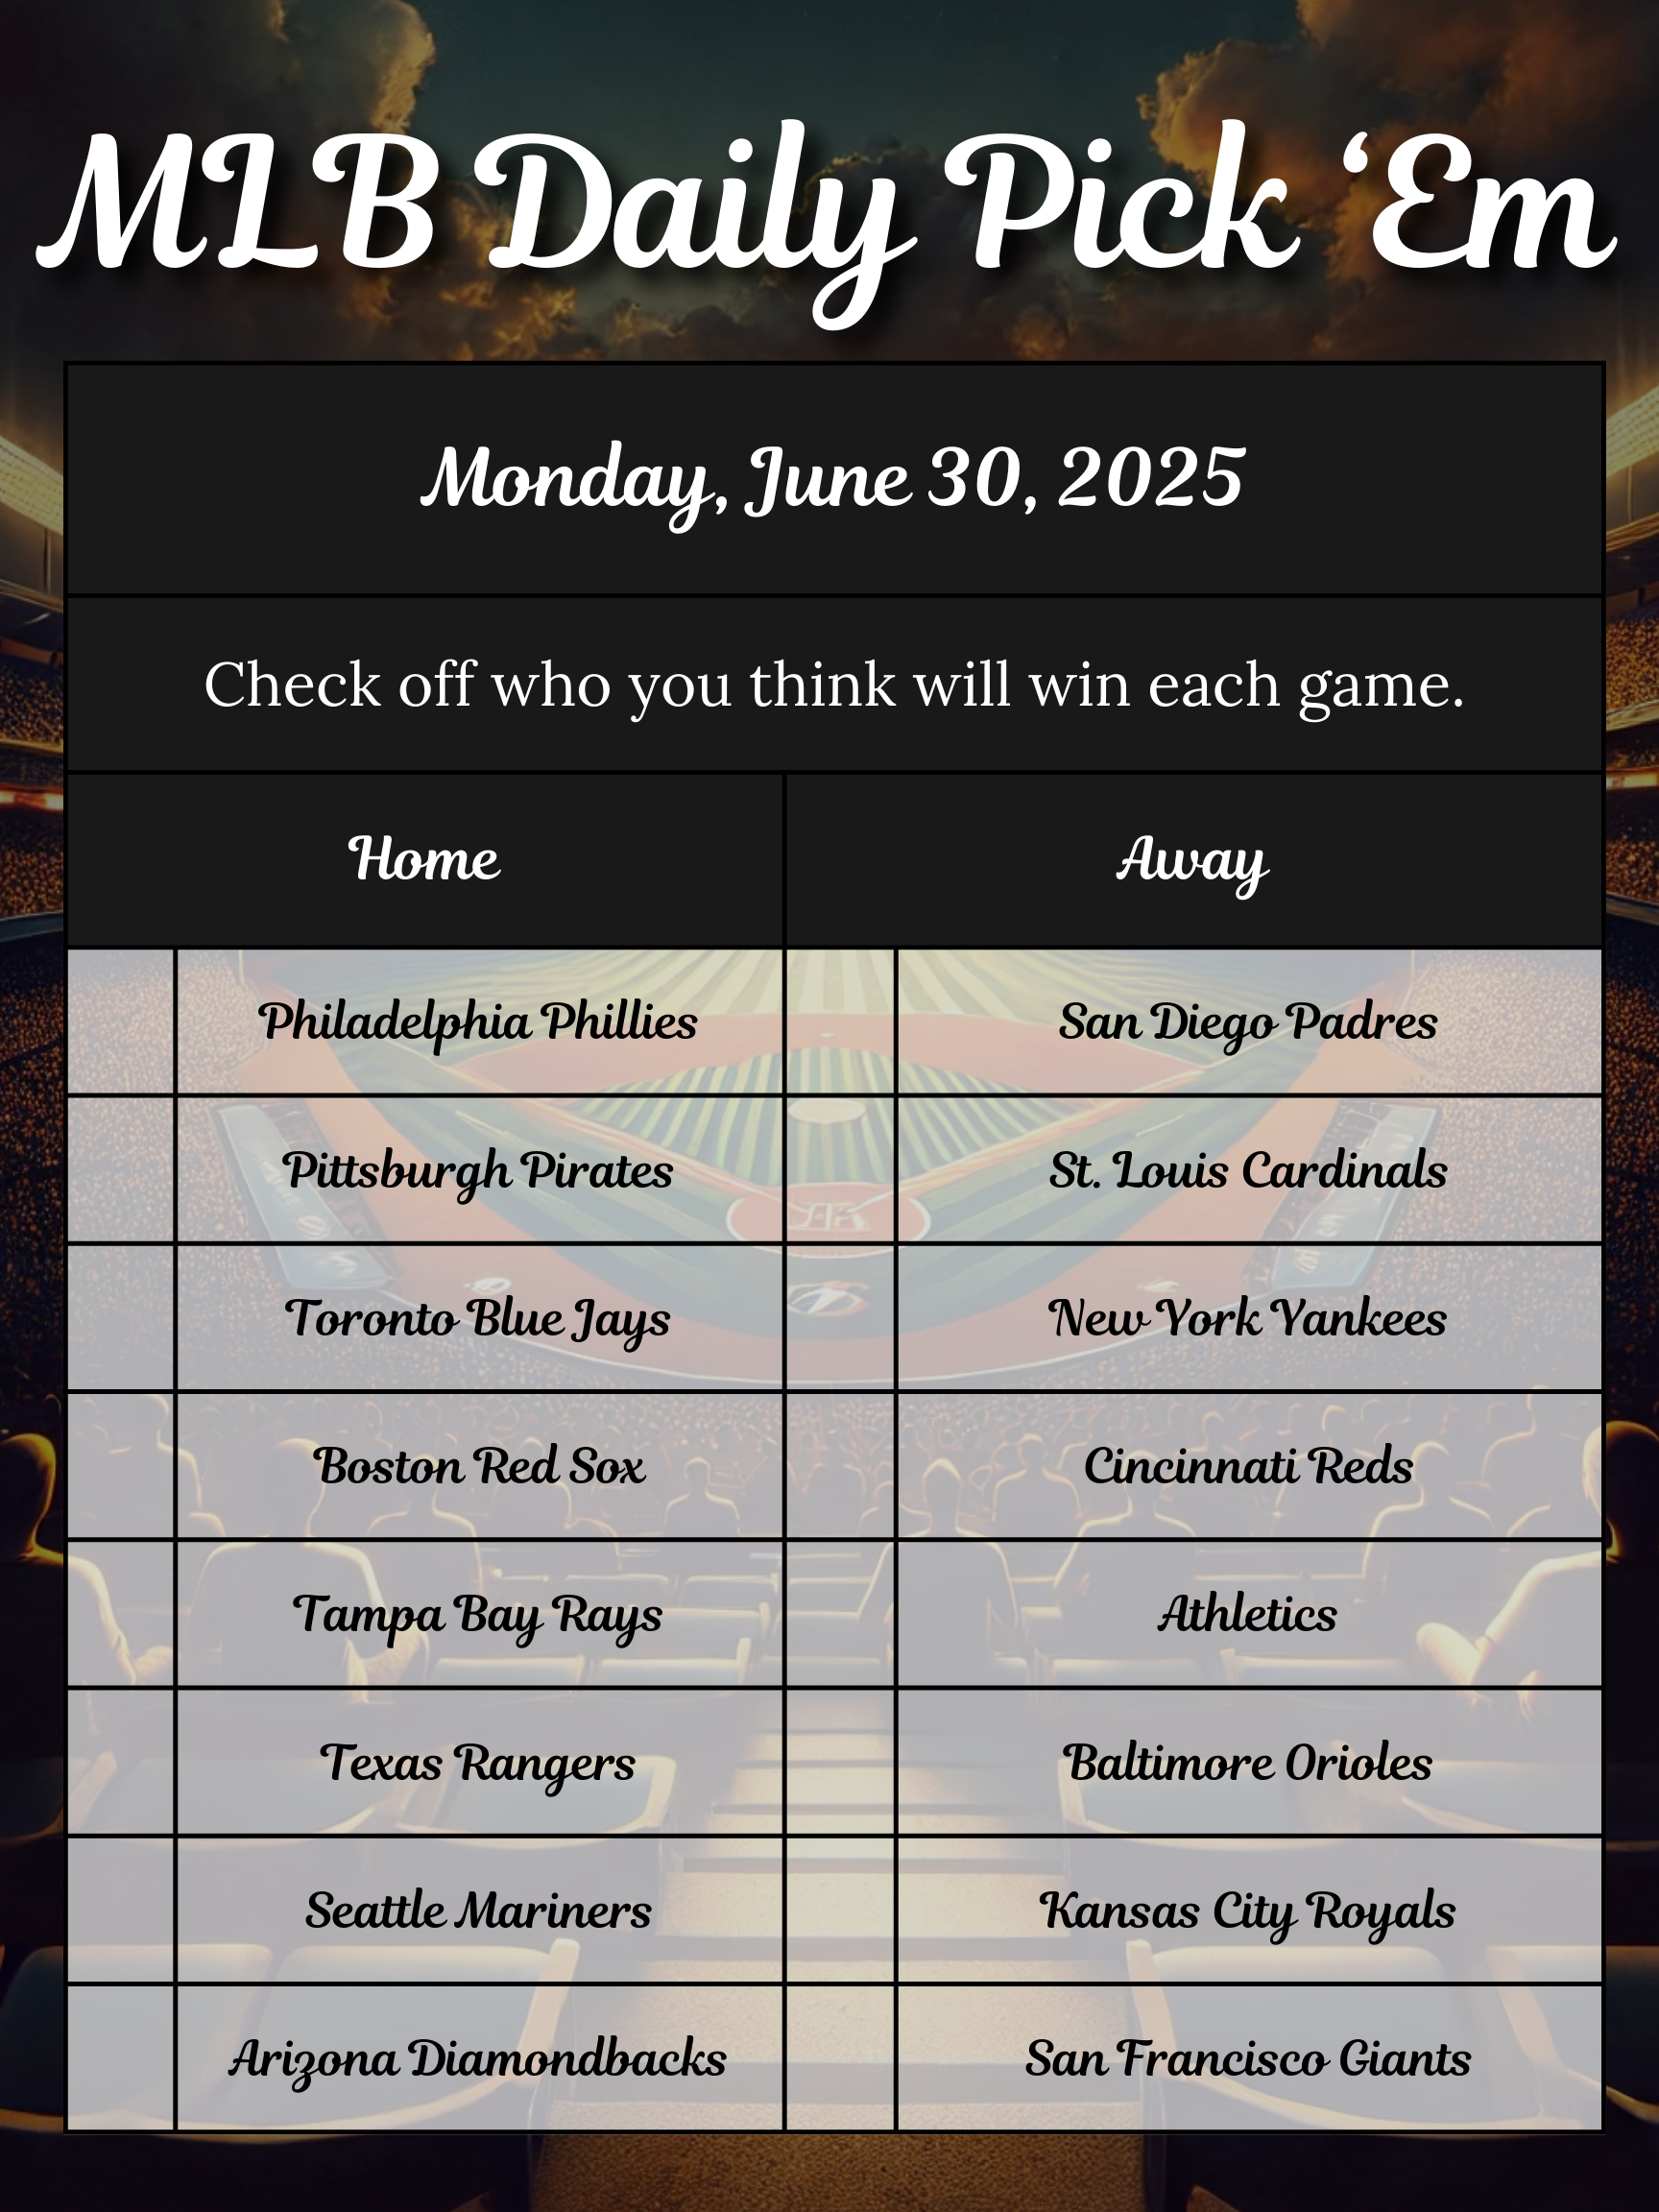 MLB Daily Pick ‘Em
Monday, June 30, 2025
Check off who you think will win each game.
Home Away
Philadelphia Phillies San Diego Padres
Pittsburgh Pirates St. Louis Cardinals
Toronto Blue Jays New York Yankees
Boston Red Sox Cincinnati Reds
Tampa Bay Rays Athletics
Texas Rangers Baltimore Orioles
Seattle Mariners Kansas City Royals
Arizona Diamondbacks San Francisco Giants